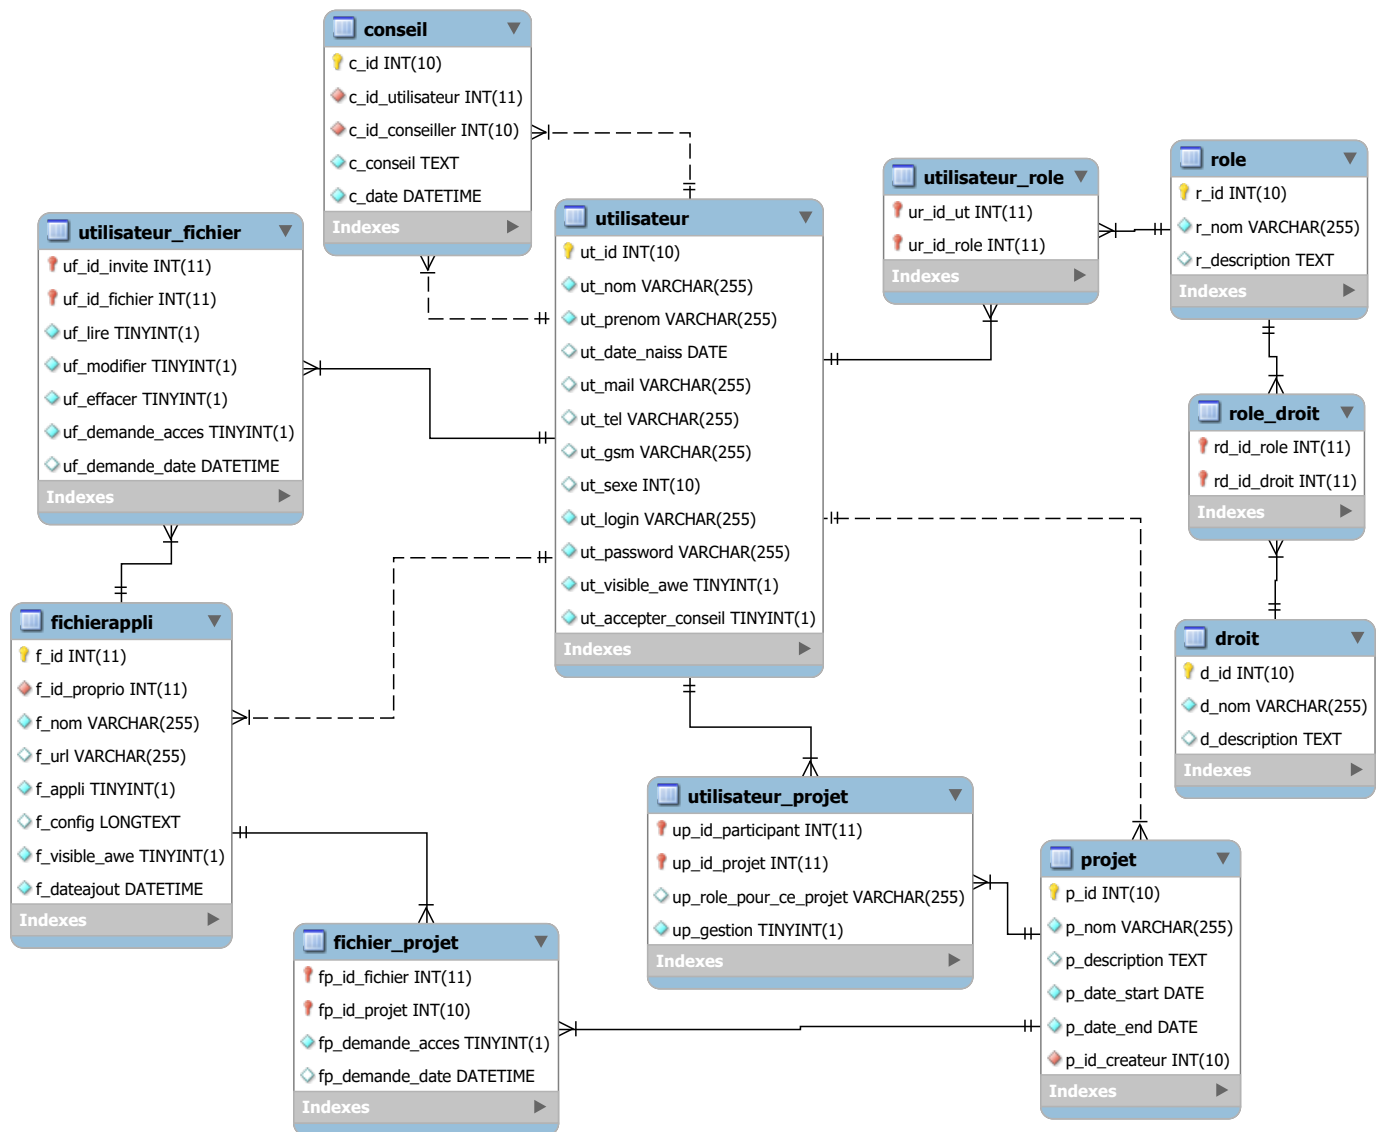 conseil
c_id INT(10)
c_id_utilisateur INT(11)
c_id_conseiller INT(10)
c_conseil TEXT
c_date DATETIME
Indexes
utilisateur_fichier
uf_id_invite INT(11)
uf_id_fichier INT(11)
uf_lire TINYINT(1)
uf_modifier TINYINT(1)
uf_effacer TINYINT(1)
uf_demande_acces TINYINT(1)
uf_demande_date DATETIME
Indexes
utilisateur
ut_id INT(10)
ut_nom VARCHAR(255)
ut_prenom VARCHAR(255)
ut_date_naiss DATE
ut_mail VARCHAR(255)
ut_tel VARCHAR(255)
ut_gsm VARCHAR(255)
ut_sexe INT(10)
ut_login VARCHAR(255)
ut_password VARCHAR(255)
ut_visible_awe TINYINT(1)
ut_accepter_conseil TINYINT(1)
Indexes
utilisateur_role
ur_id_ut INT(11)
ur_id_role INT(11)
Indexes
role
r_id INT(10)
r_nom VARCHAR(255)
r_description TEXT
Indexes
role_droit
rd_id_role INT(11)
rd_id_droit INT(11)
Indexes
droit
d_id INT(10)
d_nom VARCHAR(255)
d_description TEXT
Indexes
fichierappli
f_id INT(11)
f_id_proprio INT(11)
f_nom VARCHAR(255)
f_url VARCHAR(255)
f_appli TINYINT(1)
f_config LONGTEXT
f_visible_awe TINYINT(1)
f_dateajout DATETIME
Indexes
utilisateur_projet
up_id_participant INT(11)
up_id_projet INT(11)
up_role_pour_ce_projet VARCHAR(255)
up_gestion TINYINT(1)
Indexes
projet
p_id INT(10)
p_nom VARCHAR(255)
p_description TEXT
p_date_start DATE
p_date_end DATE
p_id_createur INT(10)
Indexes
fichier_projet
fp_id_fichier INT(11)
fp_id_projet INT(10)
fp_demande_acces TINYINT(1)
fp_demande_date DATETIME
Indexes